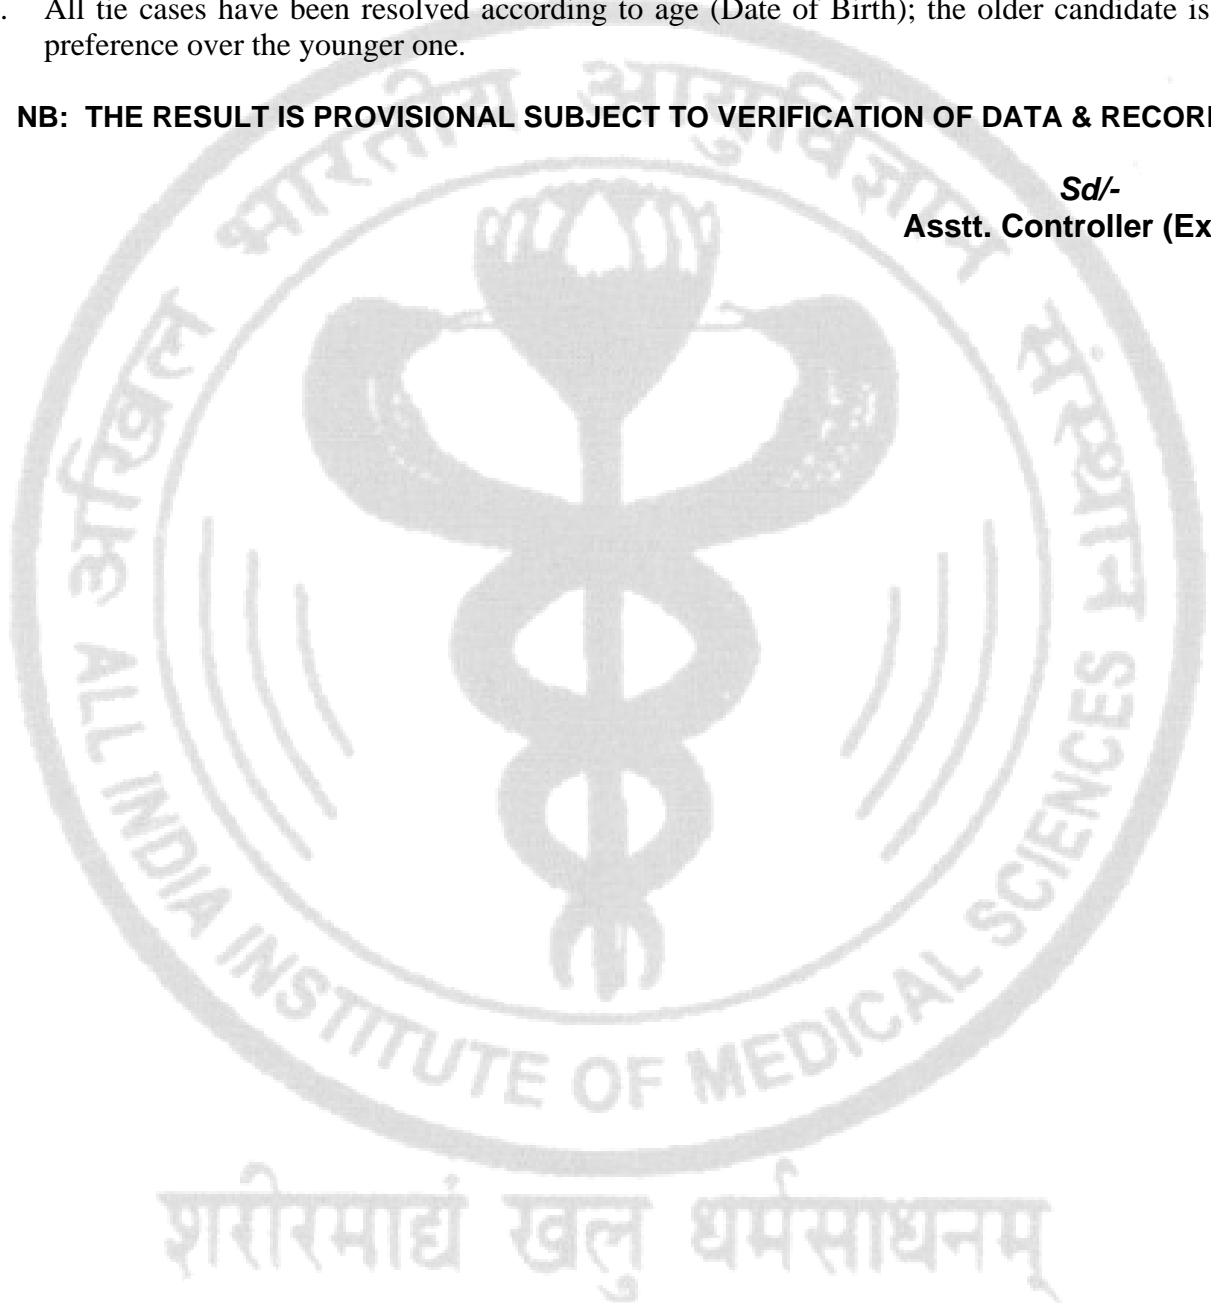 . All tie cases have been resolved according to age (Date of Birth); the older candidate is
preference over the younger one.
NB: THE RESULT IS PROVISIONAL SUBJECT TO VERIFICATION OF DATA & RECOR
Sd/-
Asstt. Controller (Ex
अखिल भारतीय आयुर्विज्ञान संस्थान
ALL INDIA INSTITUTE OF MEDICAL SCIENCES
शरीरमाद्यं खलु धर्मसाधनम्